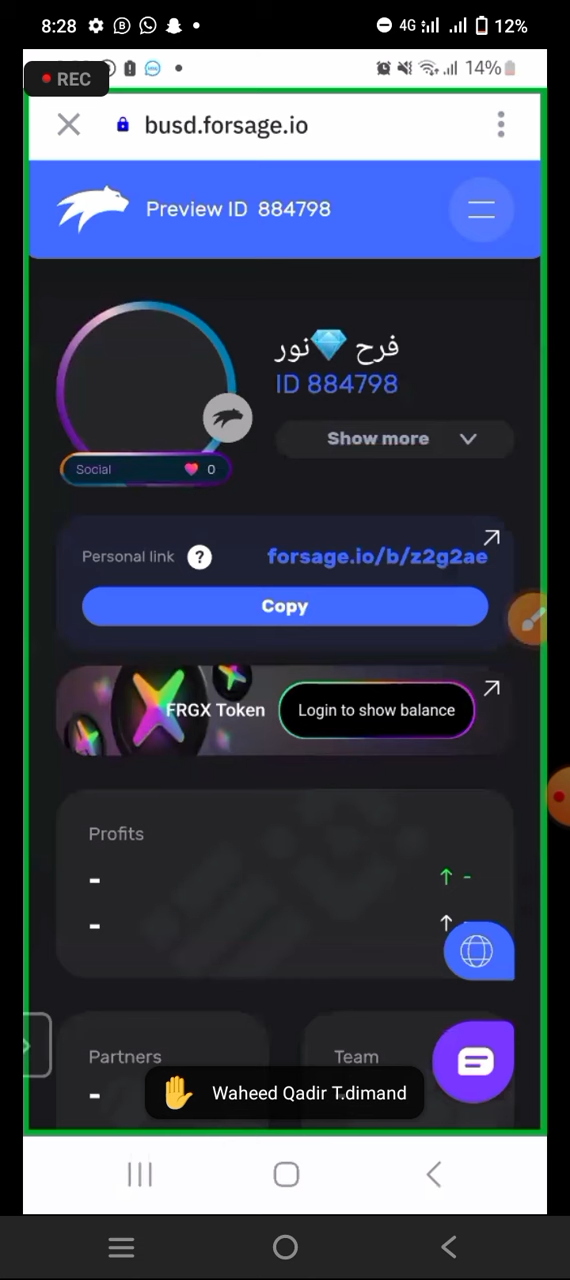 8:28
4G
12%
REC
14%
busd.forsage.io
Preview ID 884798
فرح 💎نور
ID 884798
Show more
Social
0
Personal link ?
forsage.io/b/z2g2ae
Copy
FRGX Token
Login to show balance
Profits
-
↑ -
-
↑
Partners
Team
-
Waheed Qadir T.dimand